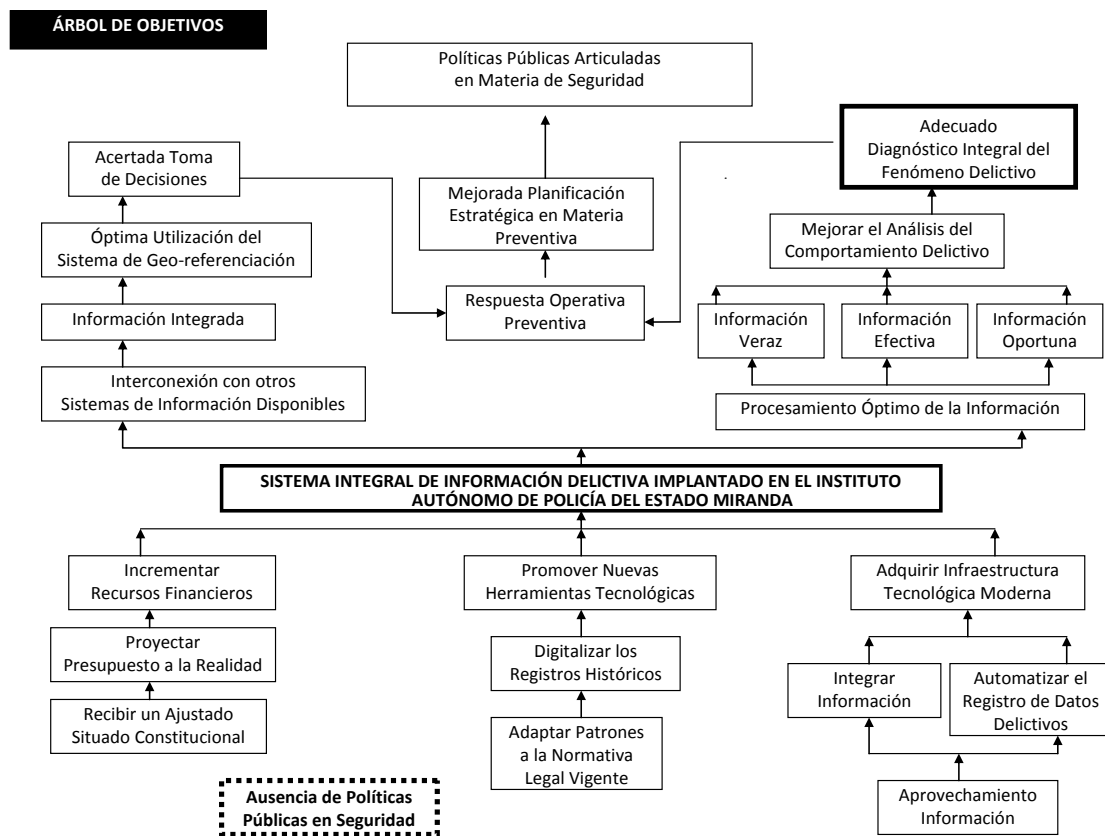 ÁRBOL DE OBJETIVOS
Políticas Públicas Articuladas
en Materia de Seguridad
Adecuado
Diagnóstico Integral del
Fenómeno Delictivo
Acertada Toma
de Decisiones
Mejorada Planificación
Estratégica en Materia
Preventiva
Mejorar el Análisis del
Comportamiento Delictivo
Óptima Utilización del
Sistema de Geo-referenciación
Información Integrada
Respuesta Operativa
Preventiva
Información
Veraz
Información
Efectiva
Información
Oportuna
Interconexión con otros
Sistemas de Información Disponibles
Procesamiento Óptimo de la Información
SISTEMA INTEGRAL DE INFORMACIÓN DELICTIVA IMPLANTADO EN EL INSTITUTO
AUTÓNOMO DE POLICÍA DEL ESTADO MIRANDA
Incrementar
Recursos Financieros
Promover Nuevas
Herramientas Tecnológicas
Adquirir Infraestructura
Tecnológica Moderna
Proyectar
Presupuesto a la Realidad
Digitalizar los
Registros Históricos
Integrar
Información
Automatizar el
Registro de Datos
Delictivos
Recibir un Ajustado
Situado Constitucional
Adaptar Patrones
a la Normativa
Legal Vigente
Aprovechamiento
Información
Ausencia de Políticas
Públicas en Seguridad